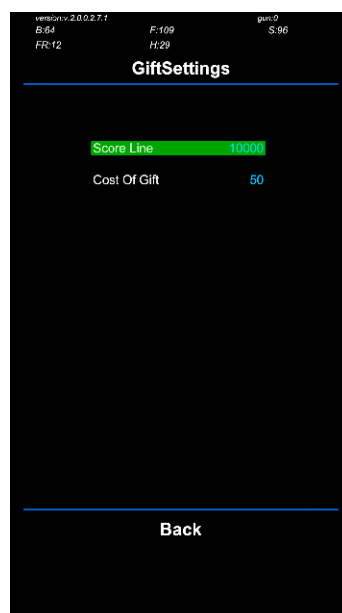 version:v.2.0.0.2.7.1 gun:0
B:64 F:109 S:96
FR:12 H:29
GiftSettings
Score Line 10000
Cost Of Gift 50
Back